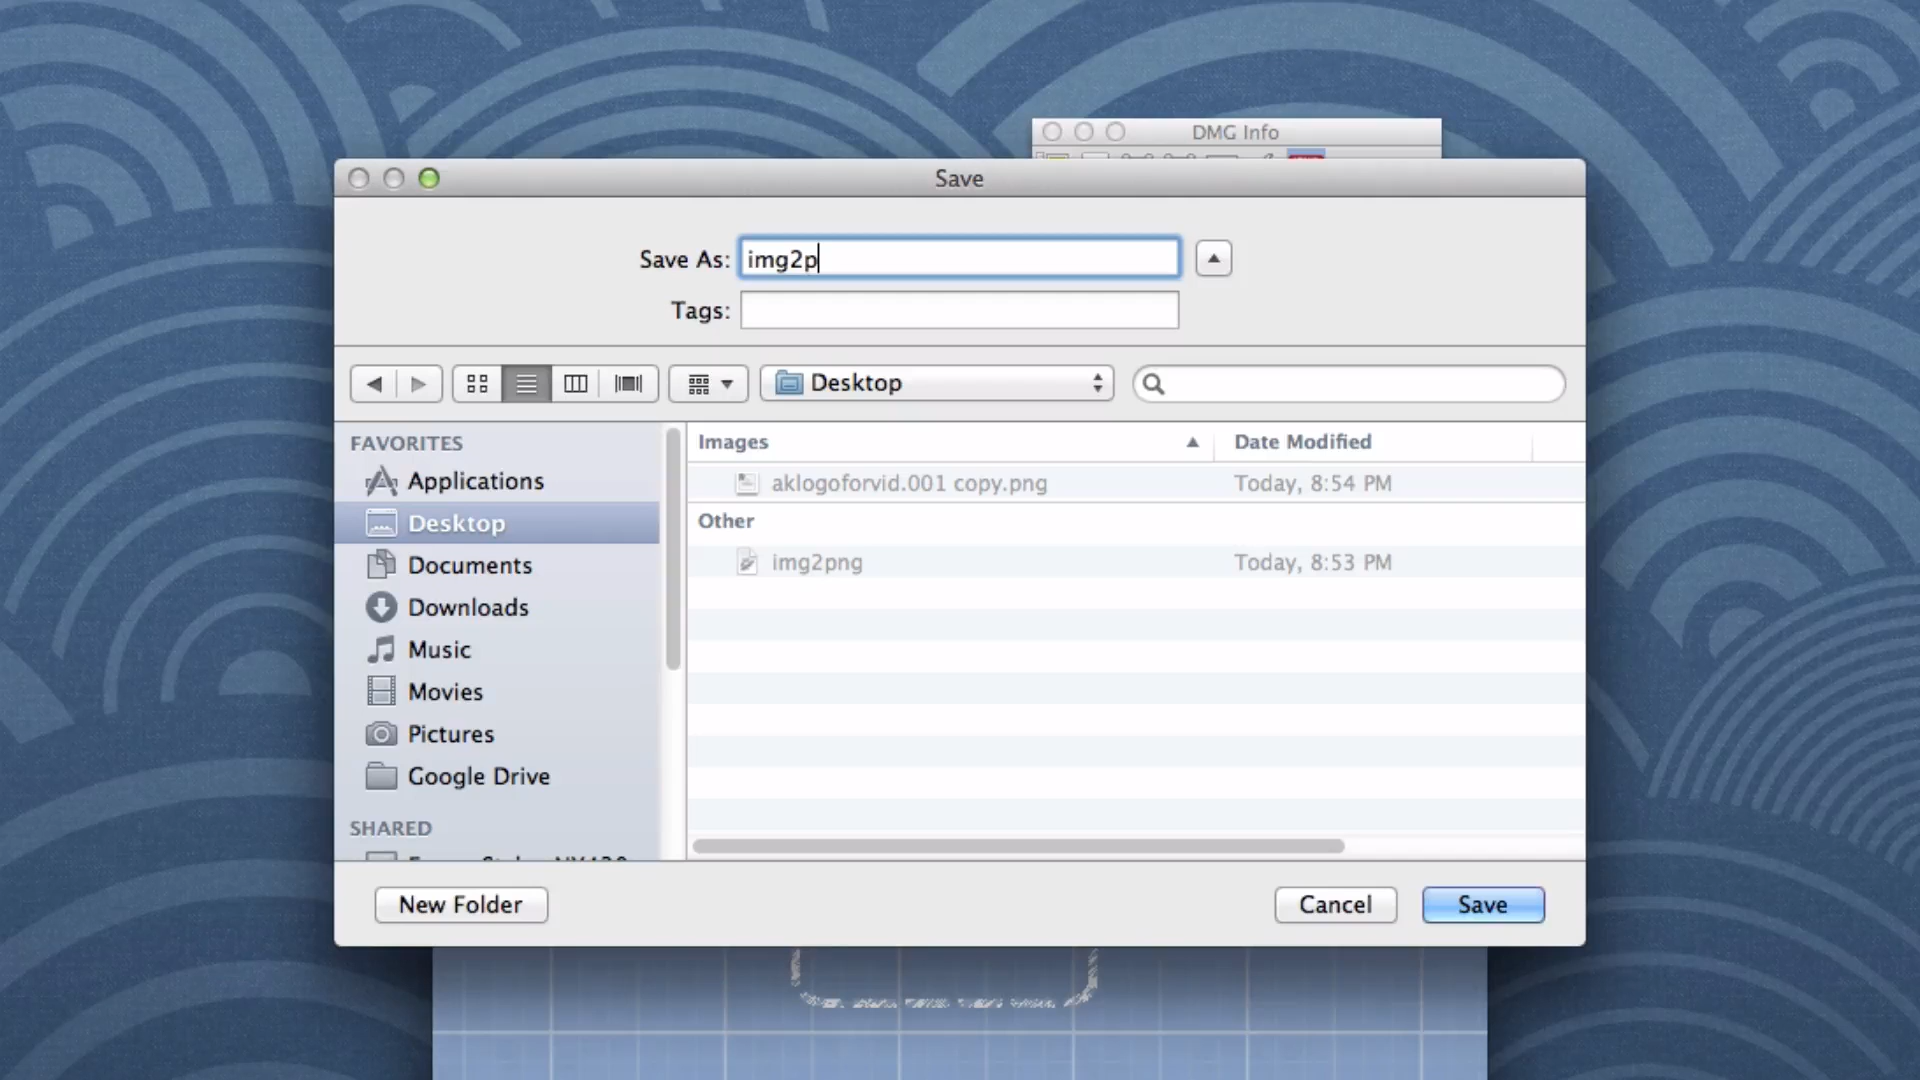 DMG Info
Save
Save As: img2p
Tags:
Desktop
FAVORITES
Applications
Desktop
Documents
Downloads
Music
Movies
Pictures
Google Drive
SHARED
Images Date Modified
aklogoforvid.001 copy.png Today, 8:54 PM
Other
img2png Today, 8:53 PM
New Folder Cancel Save